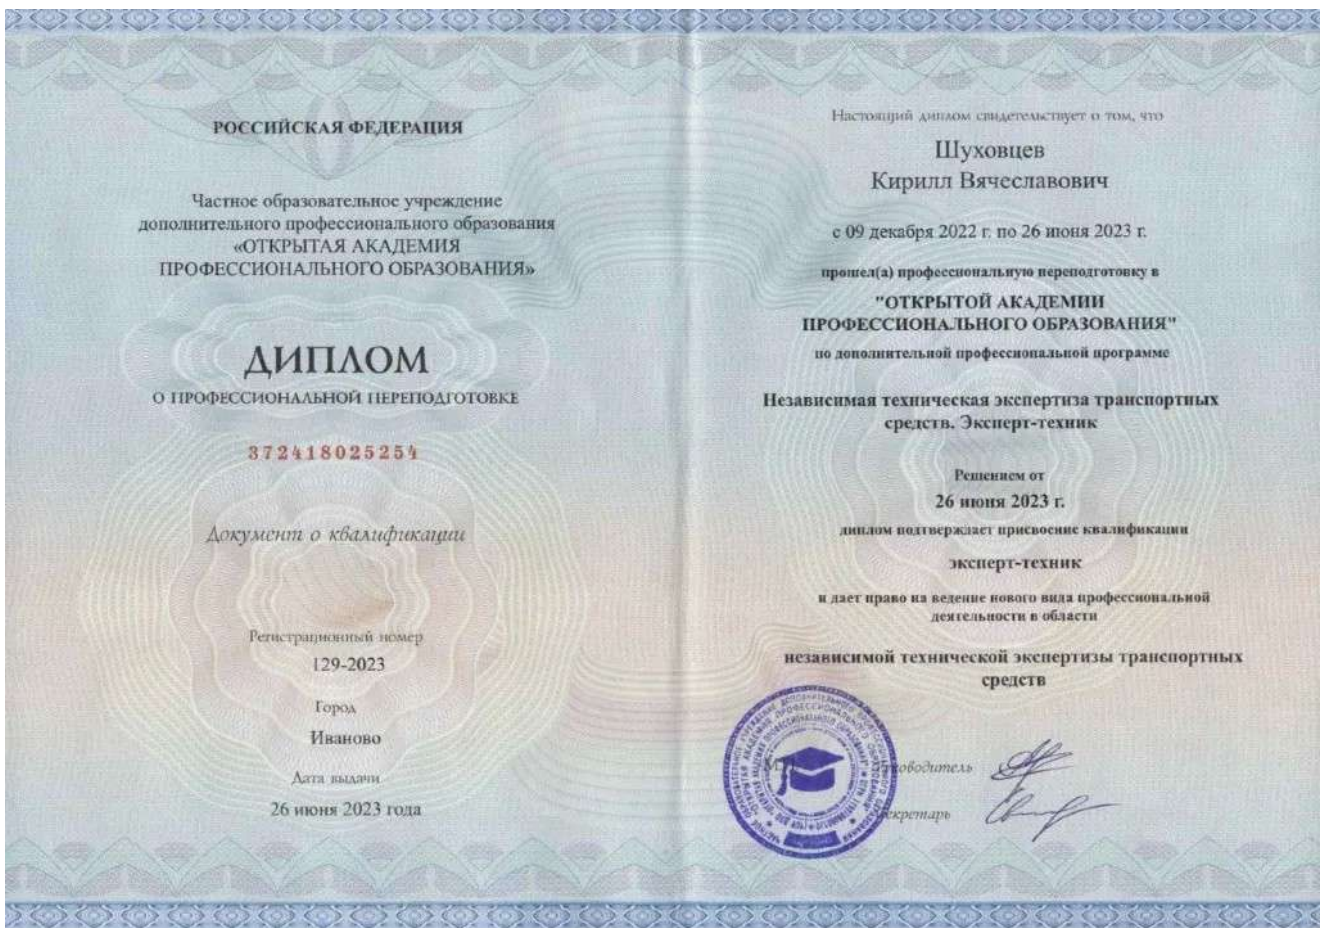 РОССИЙСКАЯ ФЕДЕРАЦИЯ
Частное образовательное учреждение
дополнительного профессионального образования
«ОТКРЫТАЯ АКАДЕМИЯ
ПРОФЕССИОНАЛЬНОГО ОБРАЗОВАНИЯ»
ДИПЛОМ
О ПРОФЕССИОНАЛЬНОЙ ПЕРЕПОДГОТОВКЕ
372418025254
Документ о квалификации
Регистрационный номер
129-2023
Город
Иваново
Дата выдачи
26 июня 2023 года
Настоящий диплом свидетельствует о том, что
Шуховцев
Кирилл Вячеславович
с 09 декабря 2022 г. по 26 июня 2023 г.
прошел(а) профессиональную переподготовку в
"ОТКРЫТОЙ АКАДЕМИИ
ПРОФЕССИОНАЛЬНОГО ОБРАЗОВАНИЯ"
по дополнительной профессиональной программе
Независимая техническая экспертиза транспортных
средств. Эксперт-техник
Решением от
26 июня 2023 г.
диплом подтверждает присвоение квалификации
эксперт-техник
и дает право на ведение нового вида профессиональной
деятельности в области
независимой технической экспертизы транспортных
средств
М.П.
Руководитель
Секретарь